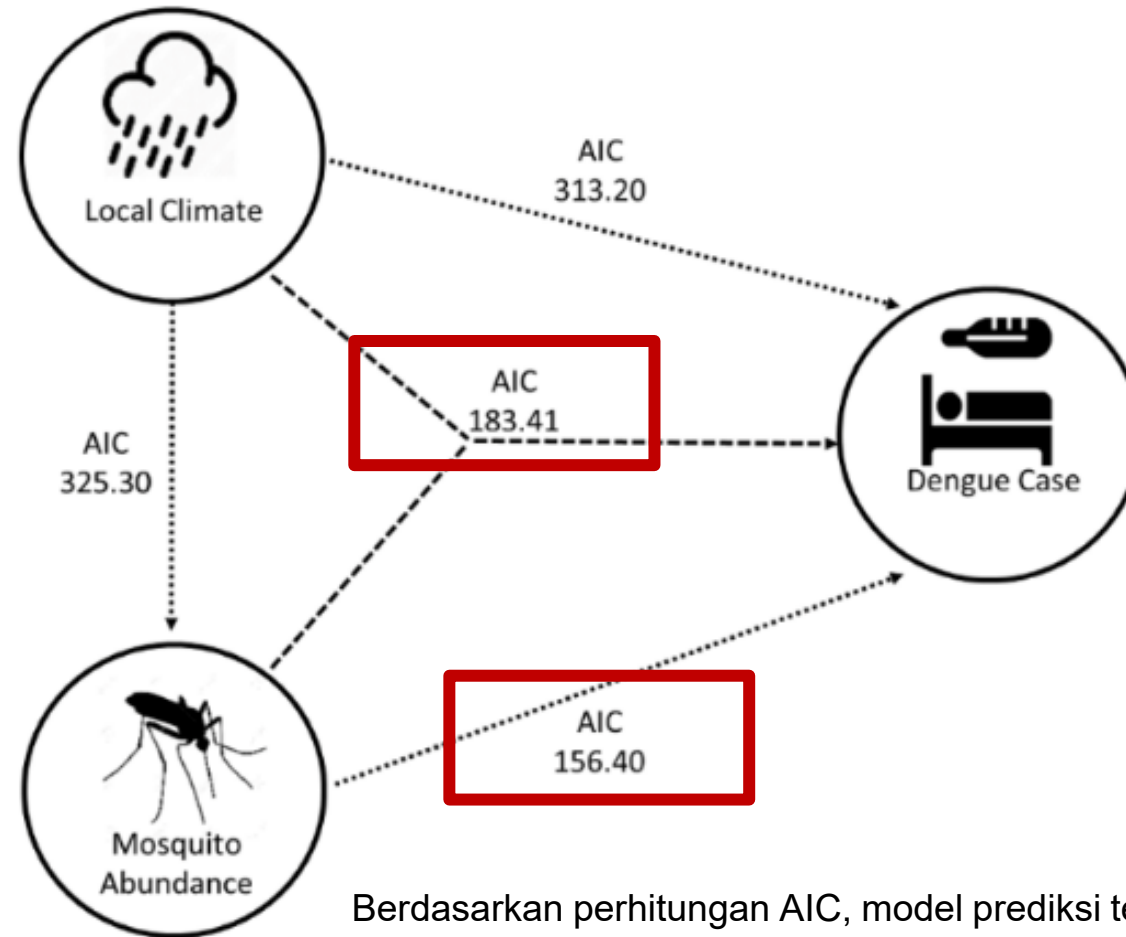 Local Climate
AIC
313.20
AIC
183.41
AIC
325.30
Dengue Case
AIC
156.40
Mosquito
Abundance
Berdasarkan perhitungan AIC, model prediksi